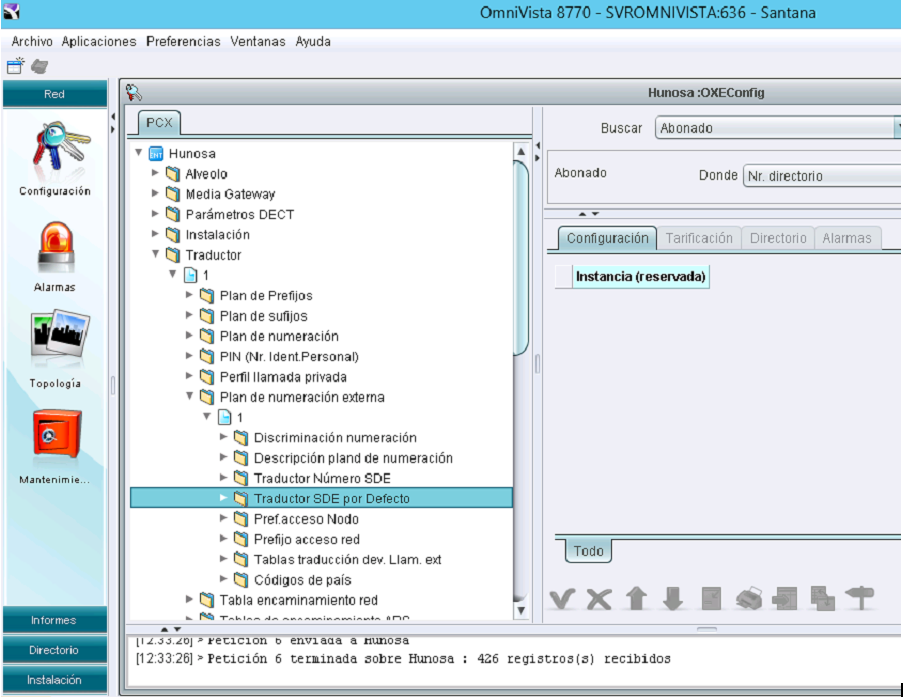 OmniVista 8770 - SVROMNIVISTA:636 - Santana
Archivo Aplicaciones Preferencias Ventanas Ayuda
Red
Configuración
Alarmas
Topología
Mantenimie...
Informes
Directorio
Instalación
Hunosa :OXEConfig
PCX
Hunosa
Alveolo
Media Gateway
Parámetros DECT
Instalación
Traductor
1
Plan de Prefijos
Plan de sufijos
Plan de numeración
PIN (Nr. Ident.Personal)
Perfil llamada privada
Plan de numeración externa
1
Discriminación numeración
Descripción pland de numeración
Traductor Número SDE
Traductor SDE por Defecto
Pref.acceso Nodo
Prefijo acceso red
Tablas traducción dev. Llam. ext
Códigos de país
Tabla encaminamiento red
Tablas de encaminamiento ARS
Buscar Abonado
Abonado Donde Nr. directorio
Configuración Tarificación Directorio Alarmas
Instancia (reservada)
Todo
[12:33:26] > Petición 6 enviada a Hunosa
[12:33:26] > Petición 6 terminada sobre Hunosa : 426 registros(s) recibidos